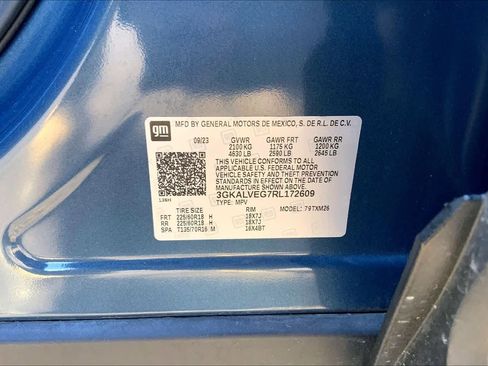 gm
MFD BY GENERAL MOTORS DE MEXICO, S. DE R.L. DE C.V.
09/23 GVWR GAWR FRT GAWR RR
2100 KG 1175 KG 1200 KG
4630 LB 2590 LB 2645 LB
THIS VEHICLE CONFORMS TO ALL
APPLICABLE U.S. FEDERAL MOTOR
VEHICLE SAFETY AND THEFT
PREVENTION STANDARDS IN EFFECT
ON THE DATE OF
MANUFACTURE SHOWN ABOVE.
3GKALVEG7RL172609
TYPE: MPV
TIRE SIZE RIM MODEL: 79TXM26
FRT 225/60R18 H 18X7J
RR 225/60R18 H 18X7J
SPA T135/70R16 M 16X4BT